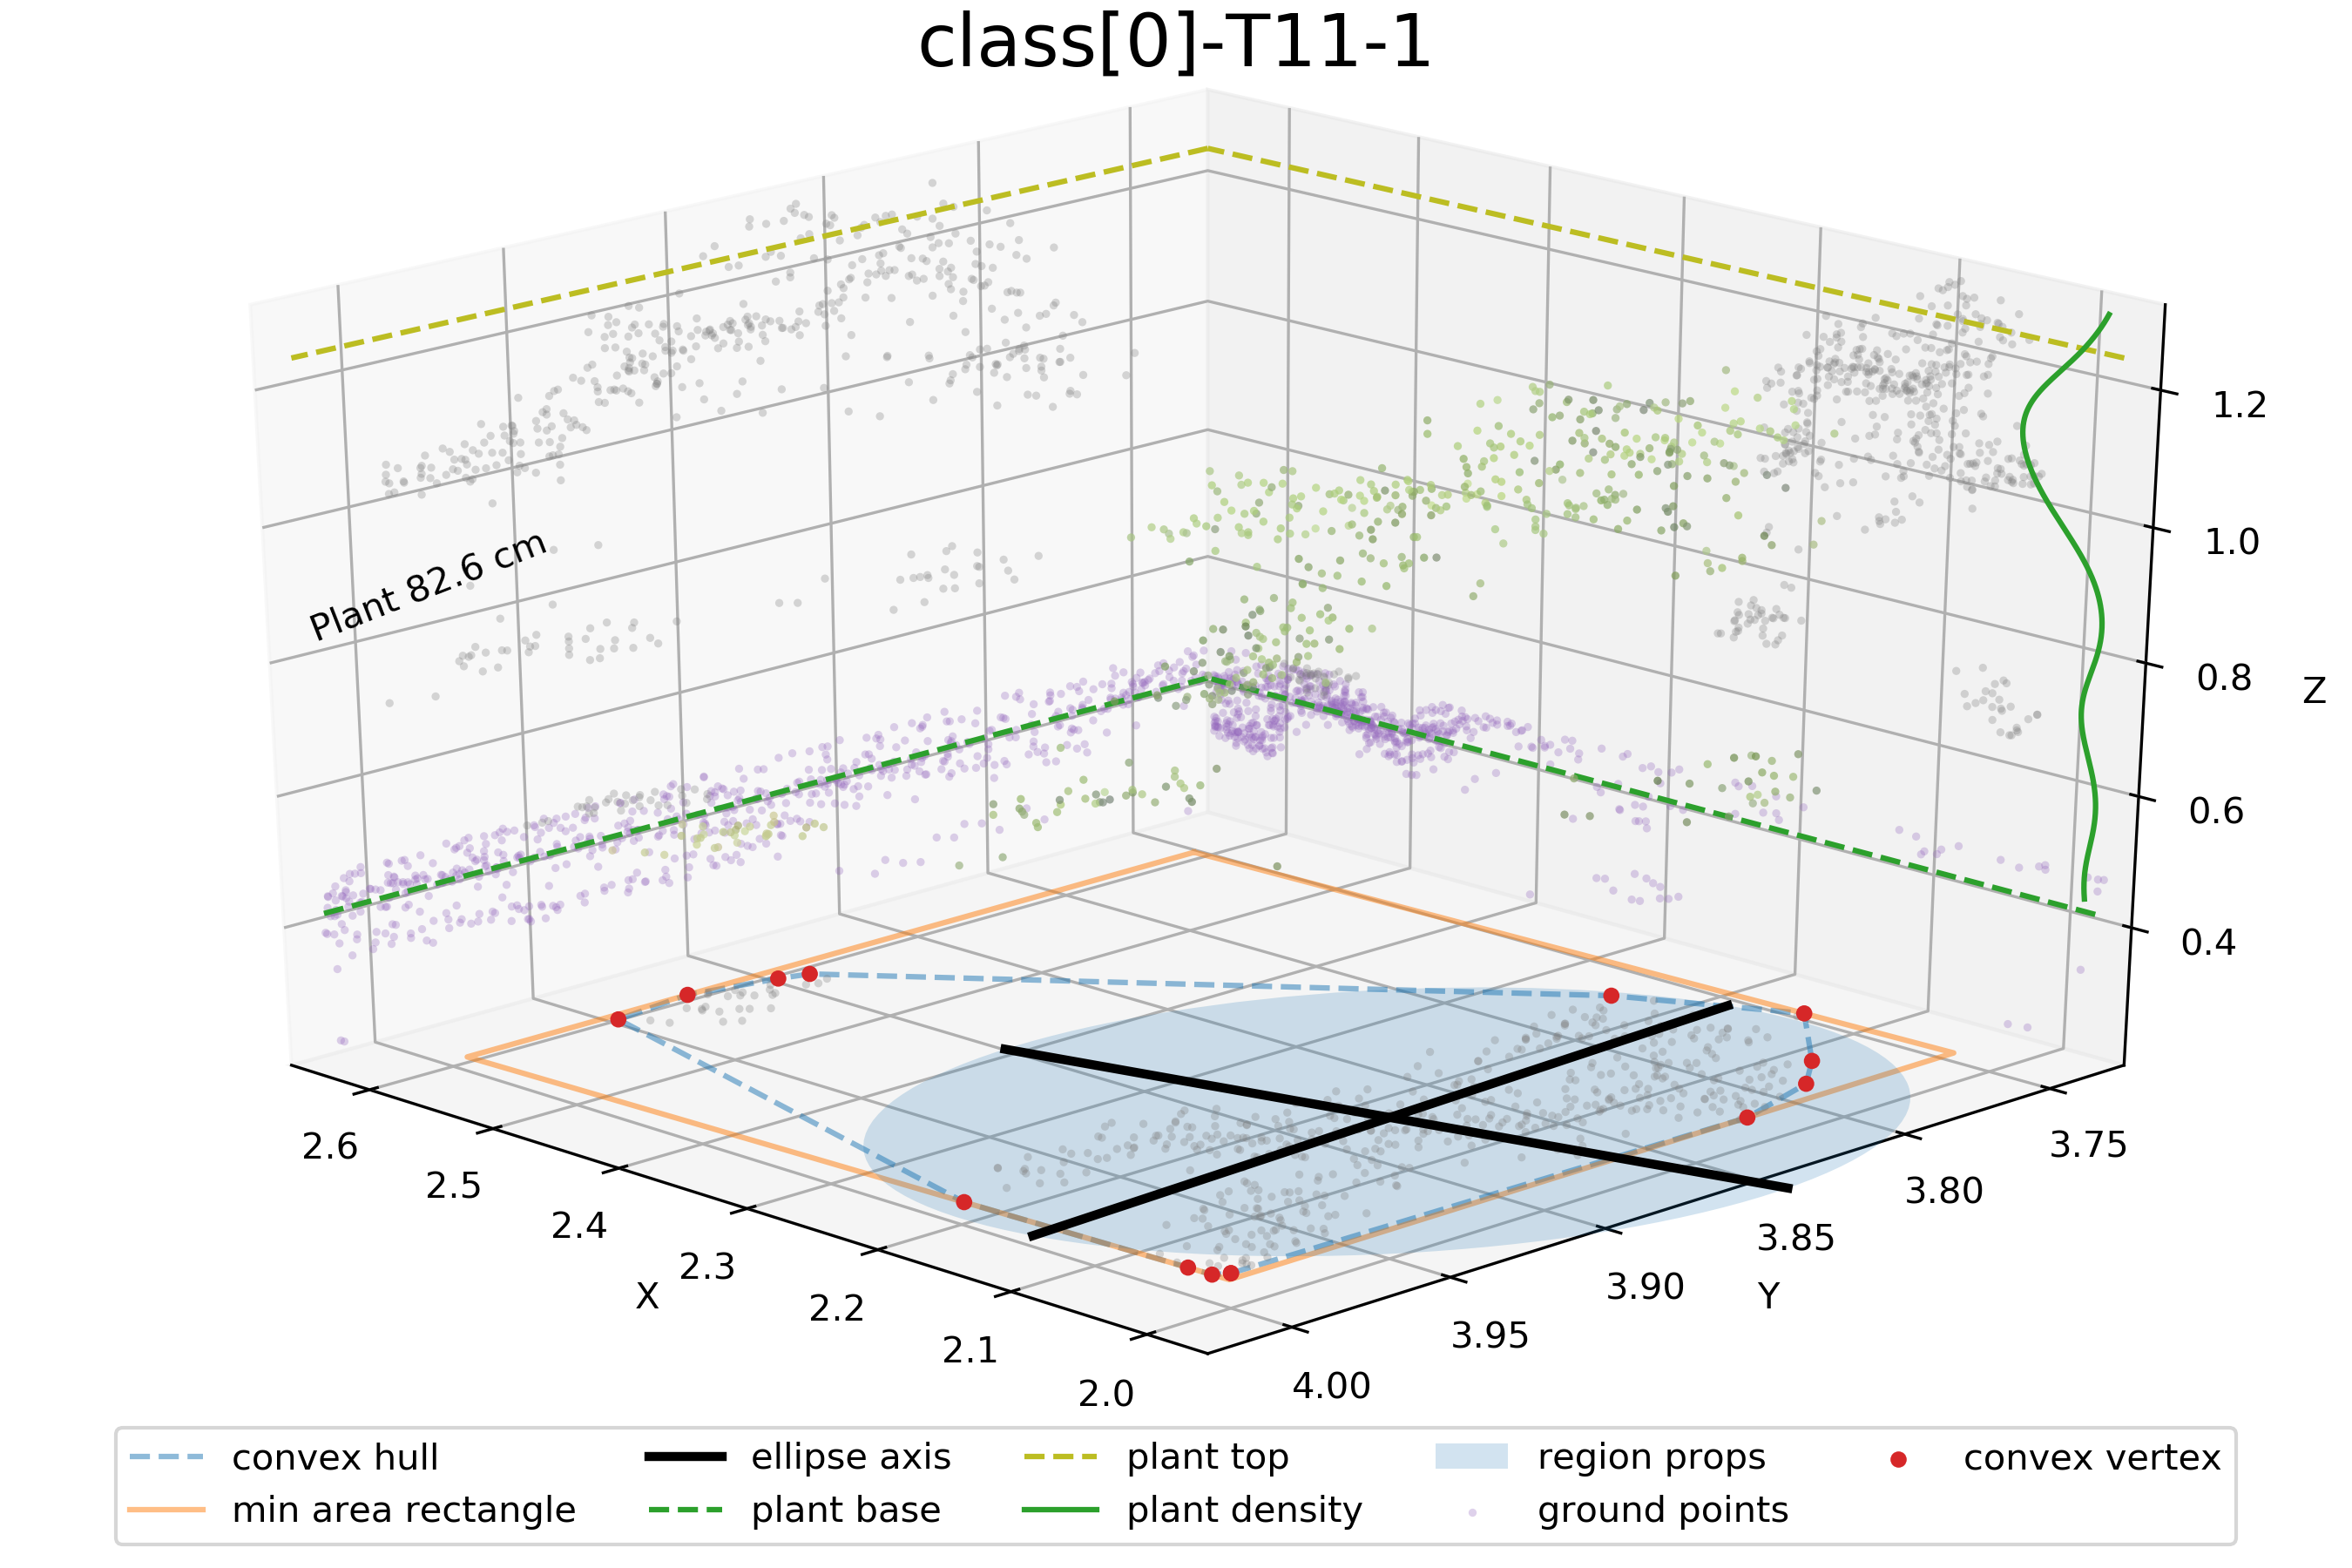 class[0]-T11-1
Plant 82.6 cm
1.2
1.0
0.8
0.6
0.4
Z
2.6
2.5
2.4
2.3
2.2
2.1
2.0
X
4.00
3.95
3.90
3.85
3.80
3.75
Y
convex hull
min area rectangle
ellipse axis
plant base
plant top
plant density
region props
ground points
convex vertex